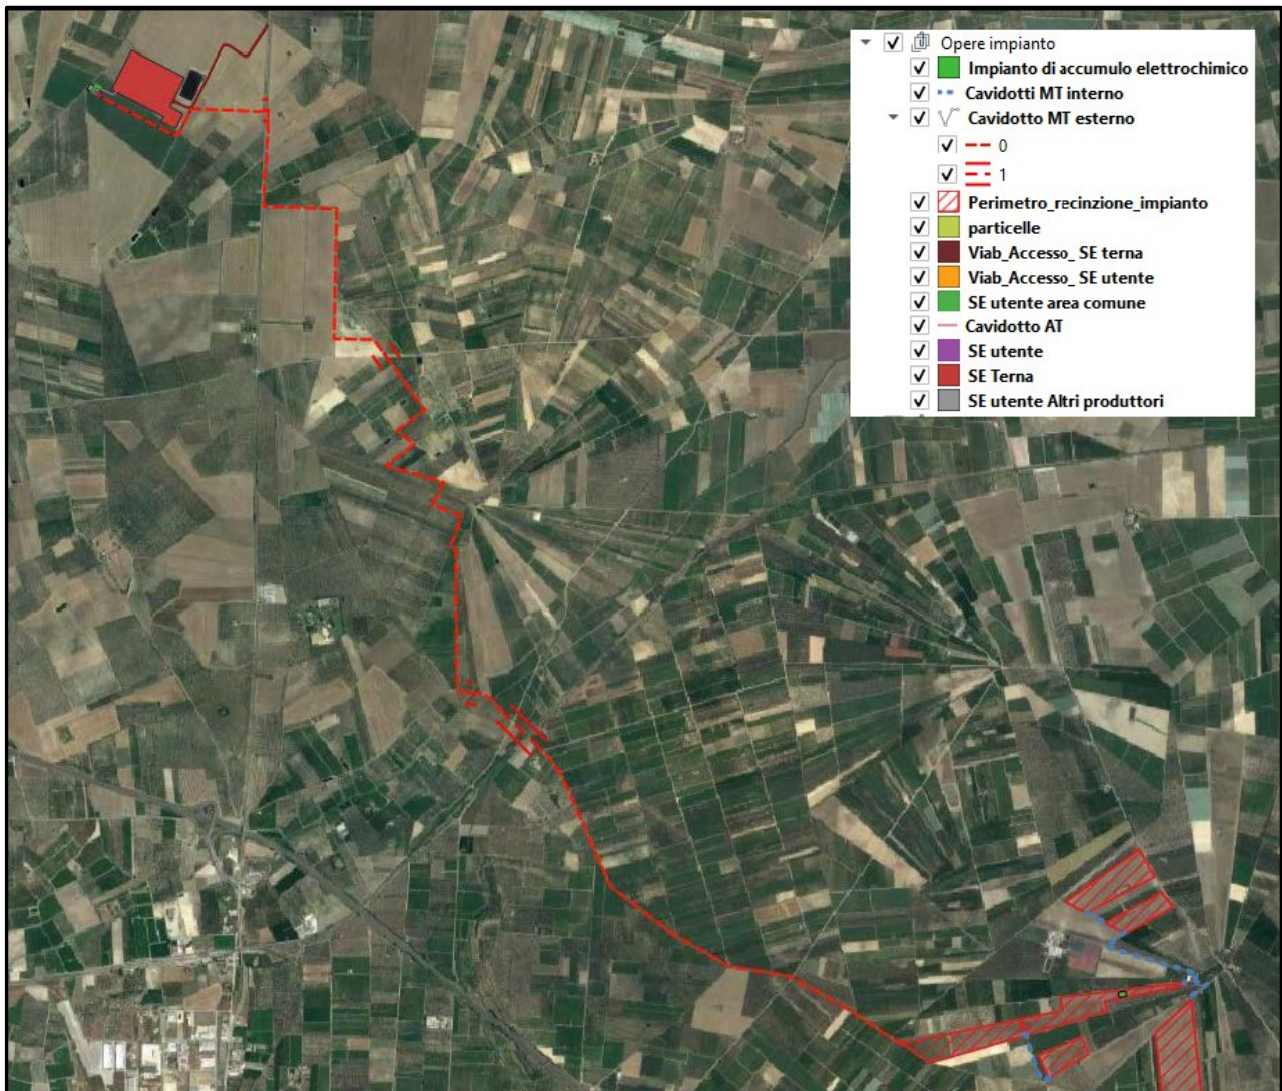 Opere impianto
Impianto di accumulo elettrochimico
Cavidotti MT interno
Cavidotto MT esterno
0
1
Perimetro_recinzione_impianto
particelle
Viab_Accesso_ SE terna
Viab_Accesso_ SE utente
SE utente area comune
Cavidotto AT
SE utente
SE Terna
SE utente Altri produttori